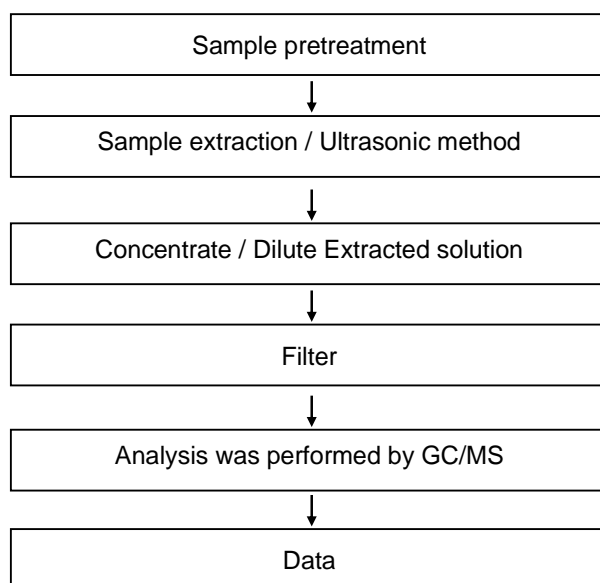 Sample pretreatment
Sample extraction / Ultrasonic method
Concentrate / Dilute Extracted solution
Filter
Analysis was performed by GC/MS
Data